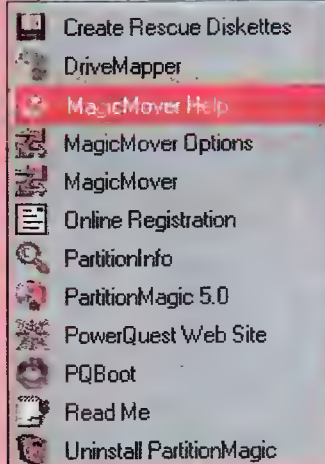 Create Rescue Diskettes
DriveMapper
MagicMover Help
MagicMover Options
MagicMover
Online Registration
PartitionInfo
PartitionMagic 5.0
PowerQuest Web Site
PQBoot
Read Me
Uninstall PartitionMagic